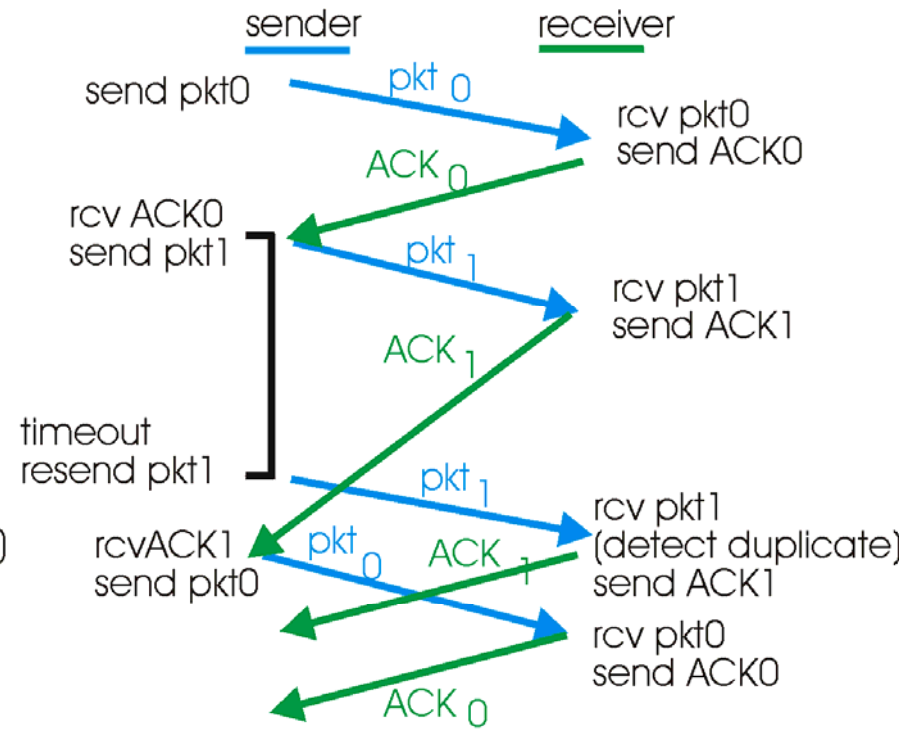 sender
receiver
send pkt0
pkt 0
rcv pkt0
send ACK0
ACK 0
rcv ACK0
send pkt1
pkt 1
rcv pkt1
send ACK1
ACK 1
timeout
resend pkt1
pkt 1
rcv pkt1
(detect duplicate)
send ACK1
)
rcvACK1
send pkt0
pkt 0
ACK 1
rcv pkt0
send ACK0
ACK 0